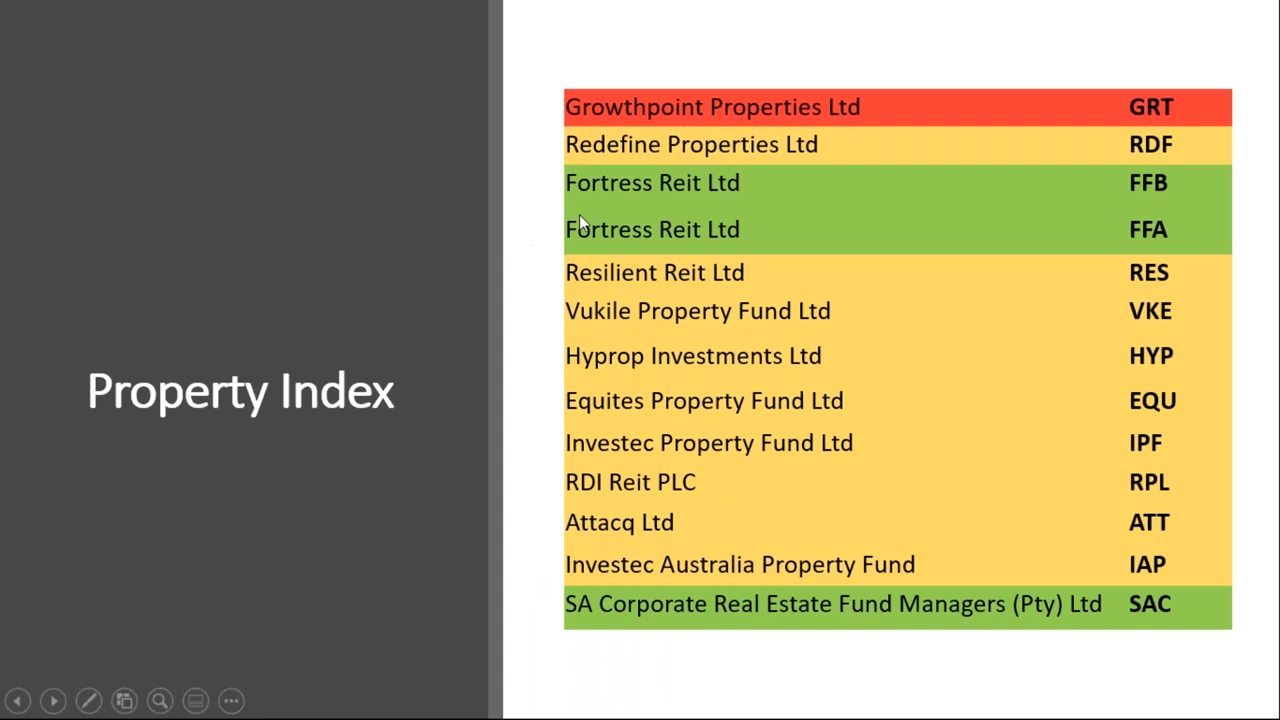 Property Index
Growthpoint Properties Ltd GRT
Redefine Properties Ltd RDF
Fortress Reit Ltd FFB
Fortress Reit Ltd FFA
Resilient Reit Ltd RES
Vukile Property Fund Ltd VKE
Hyprop Investments Ltd HYP
Equites Property Fund Ltd EQU
Investec Property Fund Ltd IPF
RDI Reit PLC RPL
Attacq Ltd ATT
Investec Australia Property Fund IAP
SA Corporate Real Estate Fund Managers (Pty) Ltd SAC